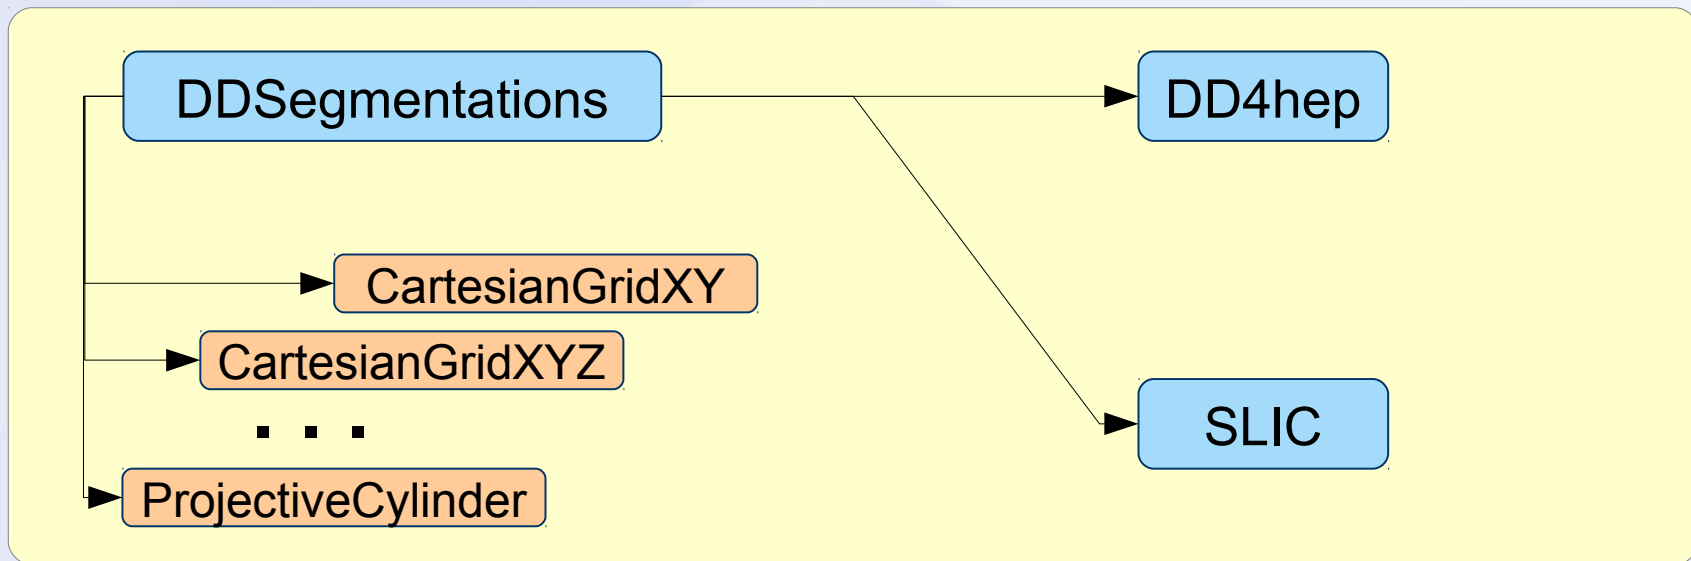 DDSegmentations
DD4hep
CartesianGridXY
CartesianGridXYZ
. . .
ProjectiveCylinder
SLIC